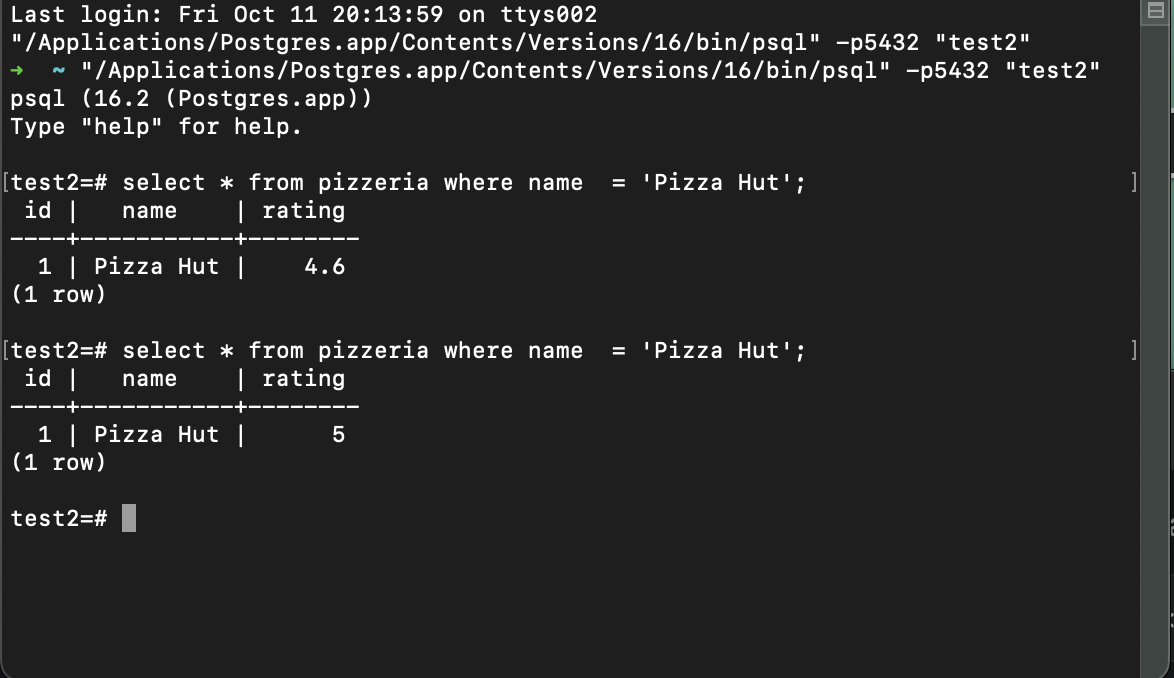 Last login: Fri Oct 11 20:13:59 on ttys002
"/Applications/Postgres.app/Contents/Versions/16/bin/psql" -p5432 "test2"
➜  ~ "/Applications/Postgres.app/Contents/Versions/16/bin/psql" -p5432 "test2"
psql (16.2 (Postgres.app))
Type "help" for help.

[test2=# select * from pizzeria where name  = 'Pizza Hut'; ]
 id |   name    | rating
----+-----------+--------
  1 | Pizza Hut |    4.6
(1 row)

[test2=# select * from pizzeria where name  = 'Pizza Hut'; ]
 id |   name    | rating
----+-----------+--------
  1 | Pizza Hut |      5
(1 row)

test2=#